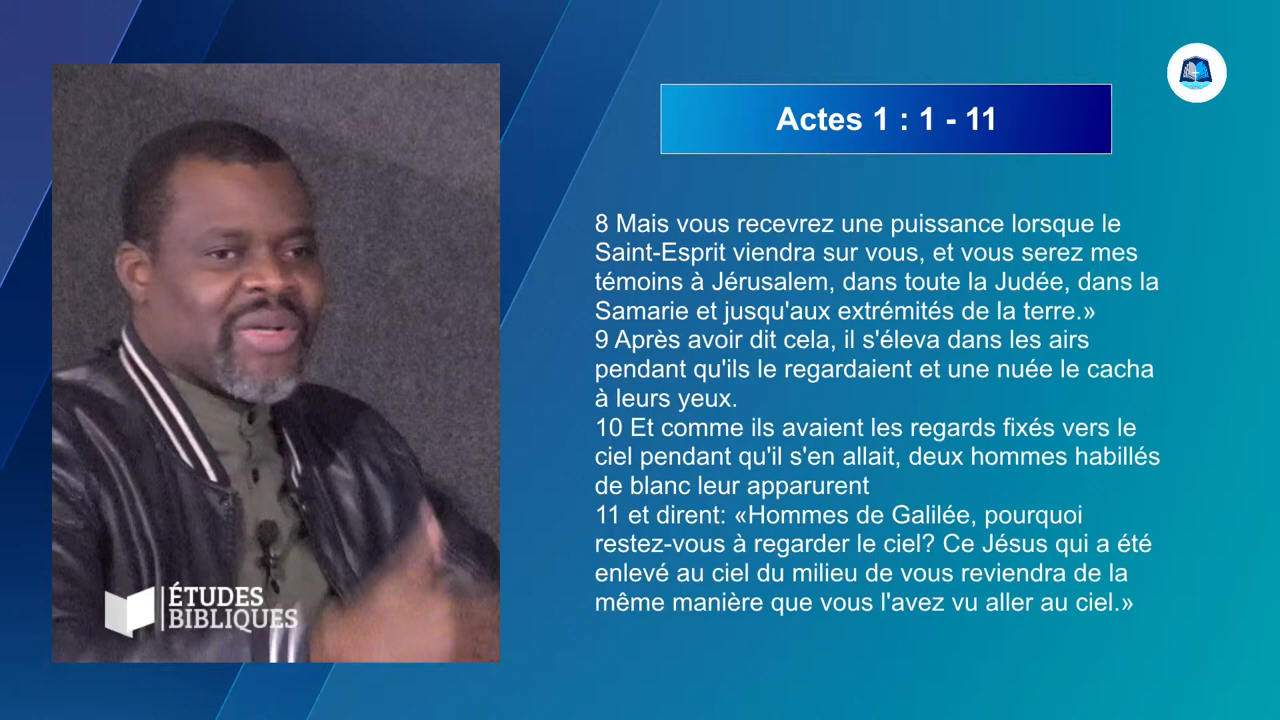 Actes 1 : 1 - 11
8 Mais vous recevrez une puissance lorsque le
Saint-Esprit viendra sur vous, et vous serez mes
témoins à Jérusalem, dans toute la Judée, dans la
Samarie et jusqu'aux extrémités de la terre.»
9 Après avoir dit cela, il s'éleva dans les airs
pendant qu'ils le regardaient et une nuée le cacha
à leurs yeux.
10 Et comme ils avaient les regards fixés vers le
ciel pendant qu'il s'en allait, deux hommes habillés
de blanc leur apparurent
11 et dirent: «Hommes de Galilée, pourquoi
restez-vous à regarder le ciel? Ce Jésus qui a été
enlevé au ciel du milieu de vous reviendra de la
même manière que vous l'avez vu aller au ciel.»
ÉTUDES
BIBLIQUES